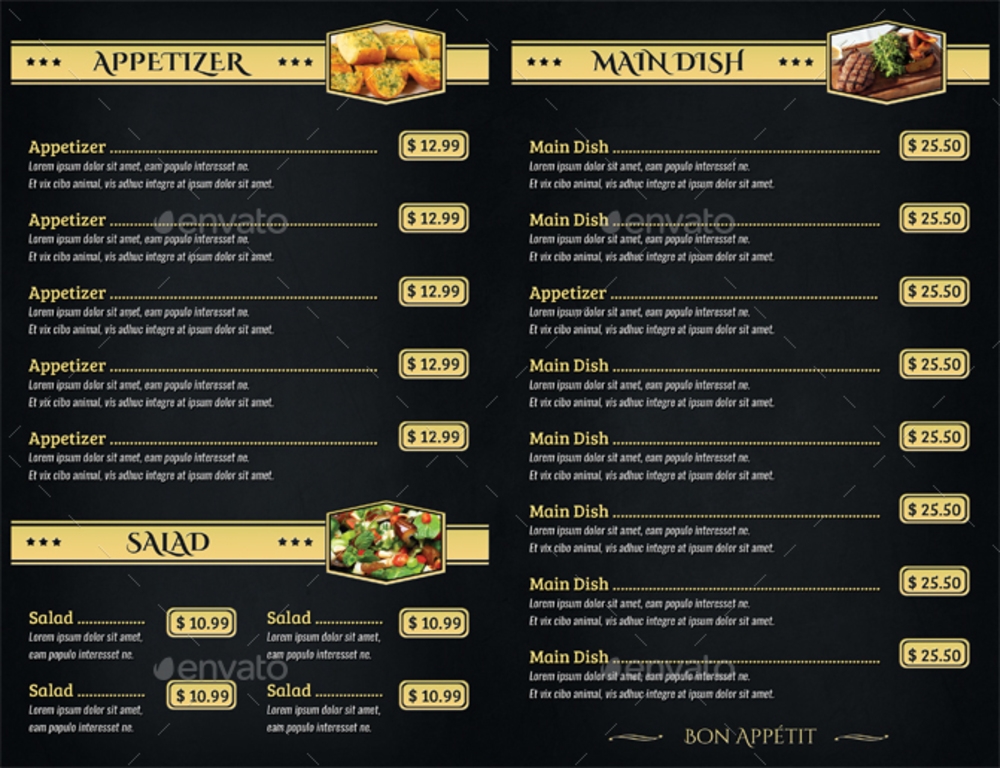 APPETIZER
Appetizer $ 12.99
Lorem ipsum dolor sit amet, eam populo interesset ne.
Et vix cibo animal, vis adhuc integre at ipsum dolor sit amet.
Appetizer $ 12.99
Lorem ipsum dolor sit amet, eam populo interesset ne.
Et vix cibo animal, vis adhuc integre at ipsum dolor sit amet.
Appetizer $ 12.99
Lorem ipsum dolor sit amet, eam populo interesset ne.
Et vix cibo animal, vis adhuc integre at ipsum dolor sit amet.
Appetizer $ 12.99
Lorem ipsum dolor sit amet, eam populo interesset ne.
Et vix cibo animal, vis adhuc integre at ipsum dolor sit amet.
Appetizer $ 12.99
Lorem ipsum dolor sit amet, eam populo interesset ne.
Et vix cibo animal, vis adhuc integre at ipsum dolor sit amet.
envato
SALAD
Salad $ 10.99
Lorem ipsum dolor sit amet,
eam populo interesset ne.
Salad $ 10.99
Lorem ipsum dolor sit amet,
eam populo interesset ne.
Salad $ 10.99
Lorem ipsum dolor sit amet,
eam populo interesset ne.
Salad $ 10.99
Lorem ipsum dolor sit amet,
eam populo interesset ne.
envato
MAIN DISH
Main Dish $ 25.50
Lorem ipsum dolor sit amet, eam populo interesset ne.
Et vix cibo animal, vis adhuc integre at ipsum dolor sit amet.
Main Dish $ 25.50
Lorem ipsum dolor sit amet, eam populo interesset ne.
Et vix cibo animal, vis adhuc integre at ipsum dolor sit amet.
envato
Appetizer $ 25.50
Lorem ipsum dolor sit amet, eam populo interesset ne.
Et vix cibo animal, vis adhuc integre at ipsum dolor sit amet.
Main Dish $ 25.50
Lorem ipsum dolor sit amet, eam populo interesset ne.
Et vix cibo animal, vis adhuc integre at ipsum dolor sit amet.
Main Dish $ 25.50
Lorem ipsum dolor sit amet, eam populo interesset ne.
Et vix cibo animal, vis adhuc integre at ipsum dolor sit amet.
Main Dish $ 25.50
Lorem ipsum dolor sit amet, eam populo interesset ne.
Et vix cibo animal, vis adhuc integre at ipsum dolor sit amet.
Main Dish $ 25.50
Lorem ipsum dolor sit amet, eam populo interesset ne.
Et vix cibo animal, vis adhuc integre at ipsum dolor sit amet.
Main Dish $ 25.50
Lorem ipsum dolor sit amet, eam populo interesset ne.
Et vix cibo animal, vis adhuc integre at ipsum dolor sit amet.
envato
BON APPÉTIT